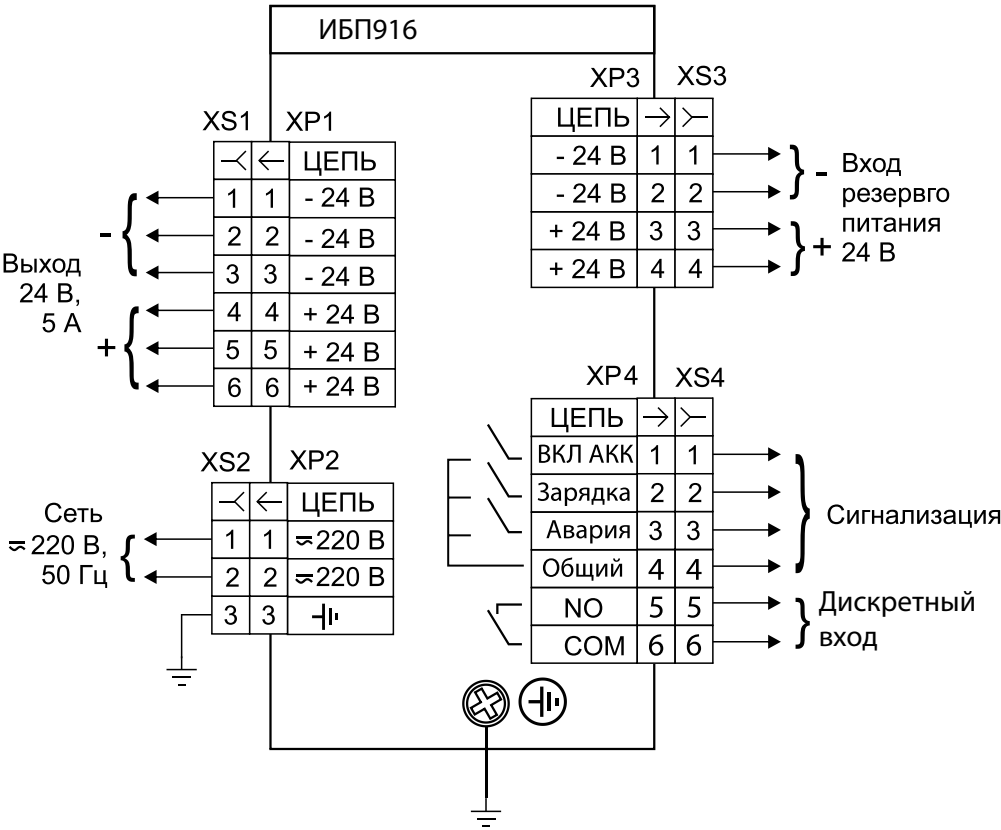 ИБП916
XS1 XP1
ЦЕПЬ
1 1 - 24 В
2 2 - 24 В
3 3 - 24 В
4 4 + 24 В
5 5 + 24 В
6 6 + 24 В
-
Выход
24 В,
5 А
+
XS2 XP2
ЦЕПЬ
1 1 ≂220 В
2 2 ≂220 В
3 3
Сеть
≂220 В,
50 Гц
XP3 XS3
ЦЕПЬ
- 24 В 1 1
- 24 В 2 2
+ 24 В 3 3
+ 24 В 4 4
- Вход
резервго
питания
+ 24 В
XP4 XS4
ЦЕПЬ
ВКЛ АКК 1 1
Зарядка 2 2
Авария 3 3
Общий 4 4
NO 5 5
COM 6 6
Сигнализация
Дискретный
вход